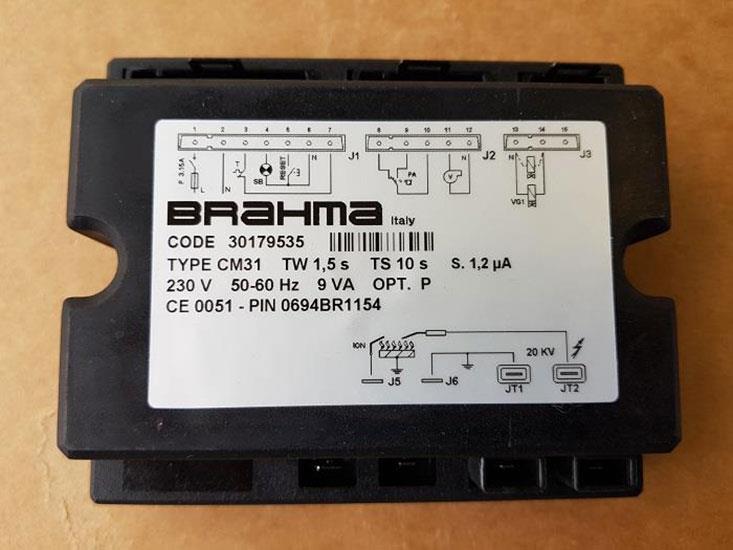 1 2 3 4 5 6 7 J1
8 9 10 11 12 J2
13 14 15 J3
F 3.15A L N T SB RESET N
PA N V
N VG1
BRAHMA Italy
CODE 30179535
TYPE CM31 TW 1,5 s TS 10 s S. 1,2 µA
230 V 50-60 Hz 9 VA OPT. P
CE 0051 - PIN 0694BR1154
ION 20 KV
J5 J6 JT1 JT2